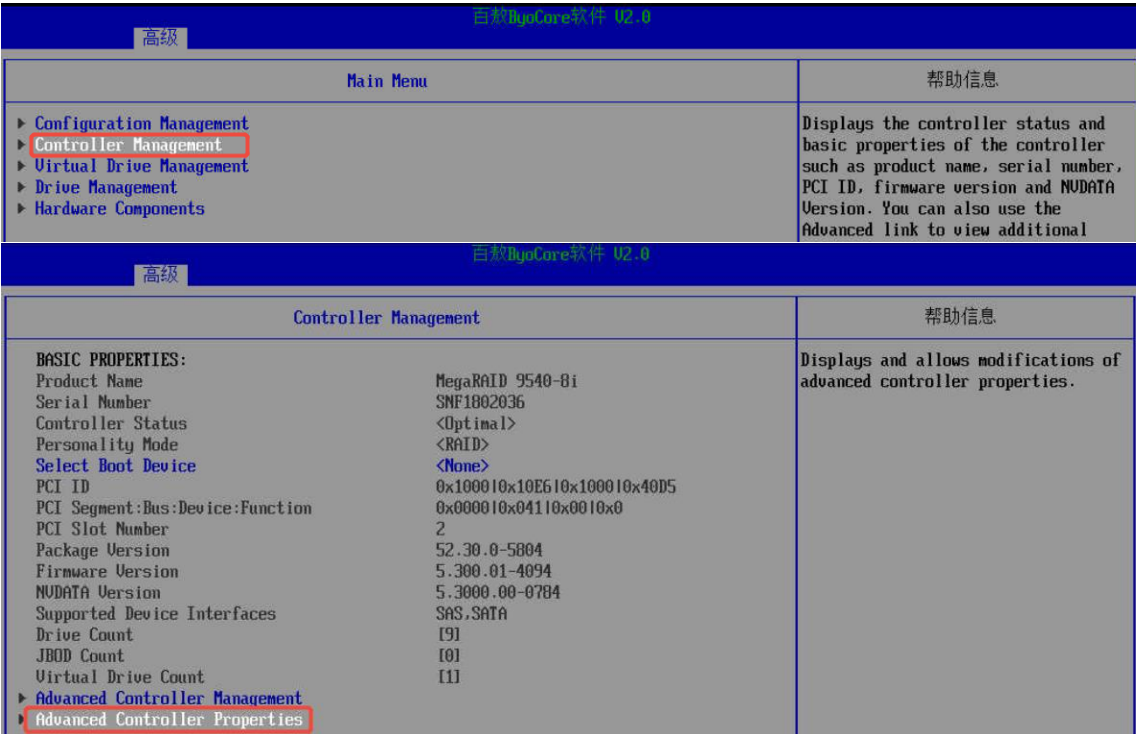 百敖ByoCore软件 V2.0
高级
Main Menu
帮助信息
Configuration Management
Controller Management
Virtual Drive Management
Drive Management
Hardware Components
Displays the controller status and
basic properties of the controller
such as product name, serial number,
PCI ID, firmware version and NVDATA
Version. You can also use the
Advanced link to view additional
百敖ByoCore软件 V2.0
高级
Controller Management
帮助信息
BASIC PROPERTIES:
Product Name MegaRAID 9540-8i
Serial Number SNF1802036
Controller Status <Optimal>
Personality Mode <RAID>
Select Boot Device <None>
PCI ID 0x1000|0x10E6|0x1000|0x40D5
PCI Segment:Bus:Device:Function 0x0000|0x041|0x00|0x0
PCI Slot Number 2
Package Version 52.30.0-5804
Firmware Version 5.300.01-4094
NVDATA Version 5.3000.00-0784
Supported Device Interfaces SAS,SATA
Drive Count [9]
JBOD Count [0]
Virtual Drive Count [1]
Advanced Controller Management
Advanced Controller Properties
Displays and allows modifications of
advanced controller properties.